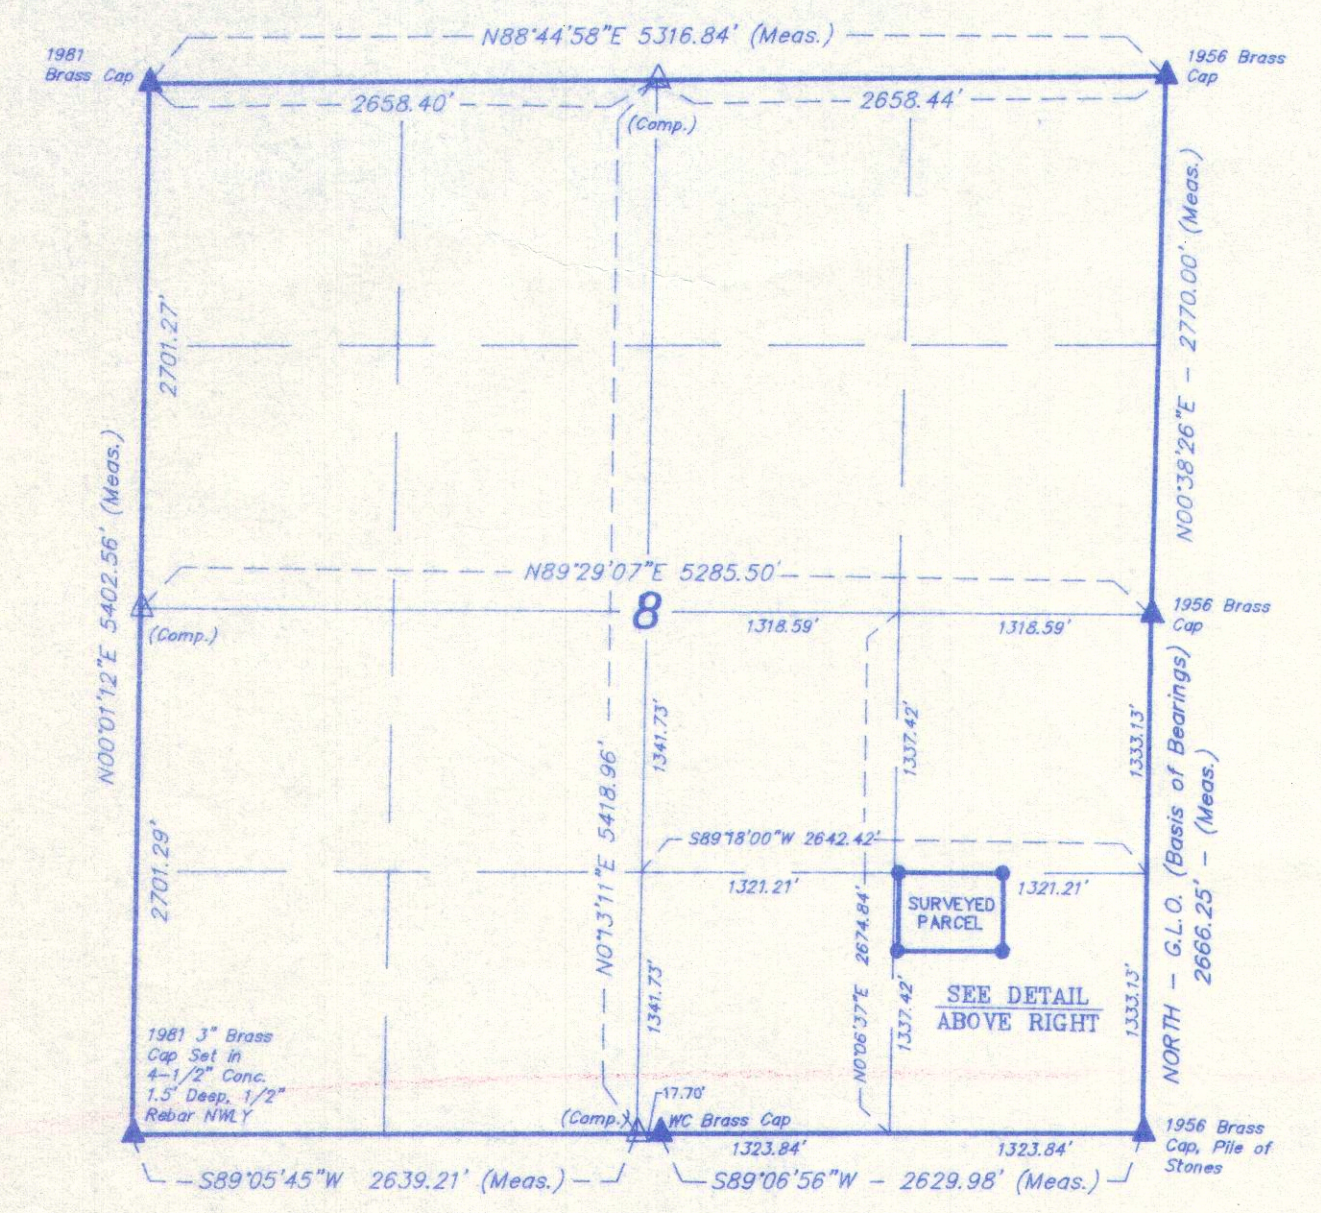 N88°44'58"E 5316.84' (Meas.)
1981
Brass Cap
1956 Brass
Cap
2658.40'
2658.44'
(Comp.)
N00°38'26"E - 2770.00' (Meas.)
2701.27'
N00°01'12"E 5402.56' (Meas.)
N89°29'07"E 5285.50'
8
(Comp.)
1318.59'
1318.59'
1956 Brass
Cap
1341.73'
1337.42'
1333.13'
NORTH - G.L.O. (Basis of Bearings)
2666.25' - (Meas.)
N0°13'11"E 5418.96'
S89°18'00"W 2642.42'
2701.29'
1321.21'
1321.21'
SURVEYED
PARCEL
N0°06'37"E 2674.84'
1341.73'
1337.42'
1333.13'
SEE DETAIL
ABOVE RIGHT
1981 3" Brass
Cap Set in
4-1/2" Conc.
1.5' Deep, 1/2"
Rebar NWLY
17.70'
(Comp.)
WC Brass Cap
1323.84'
1323.84'
1956 Brass
Cap, Pile of
Stones
S89°05'45"W 2639.21' (Meas.)
S89°06'56"W - 2629.98' (Meas.)